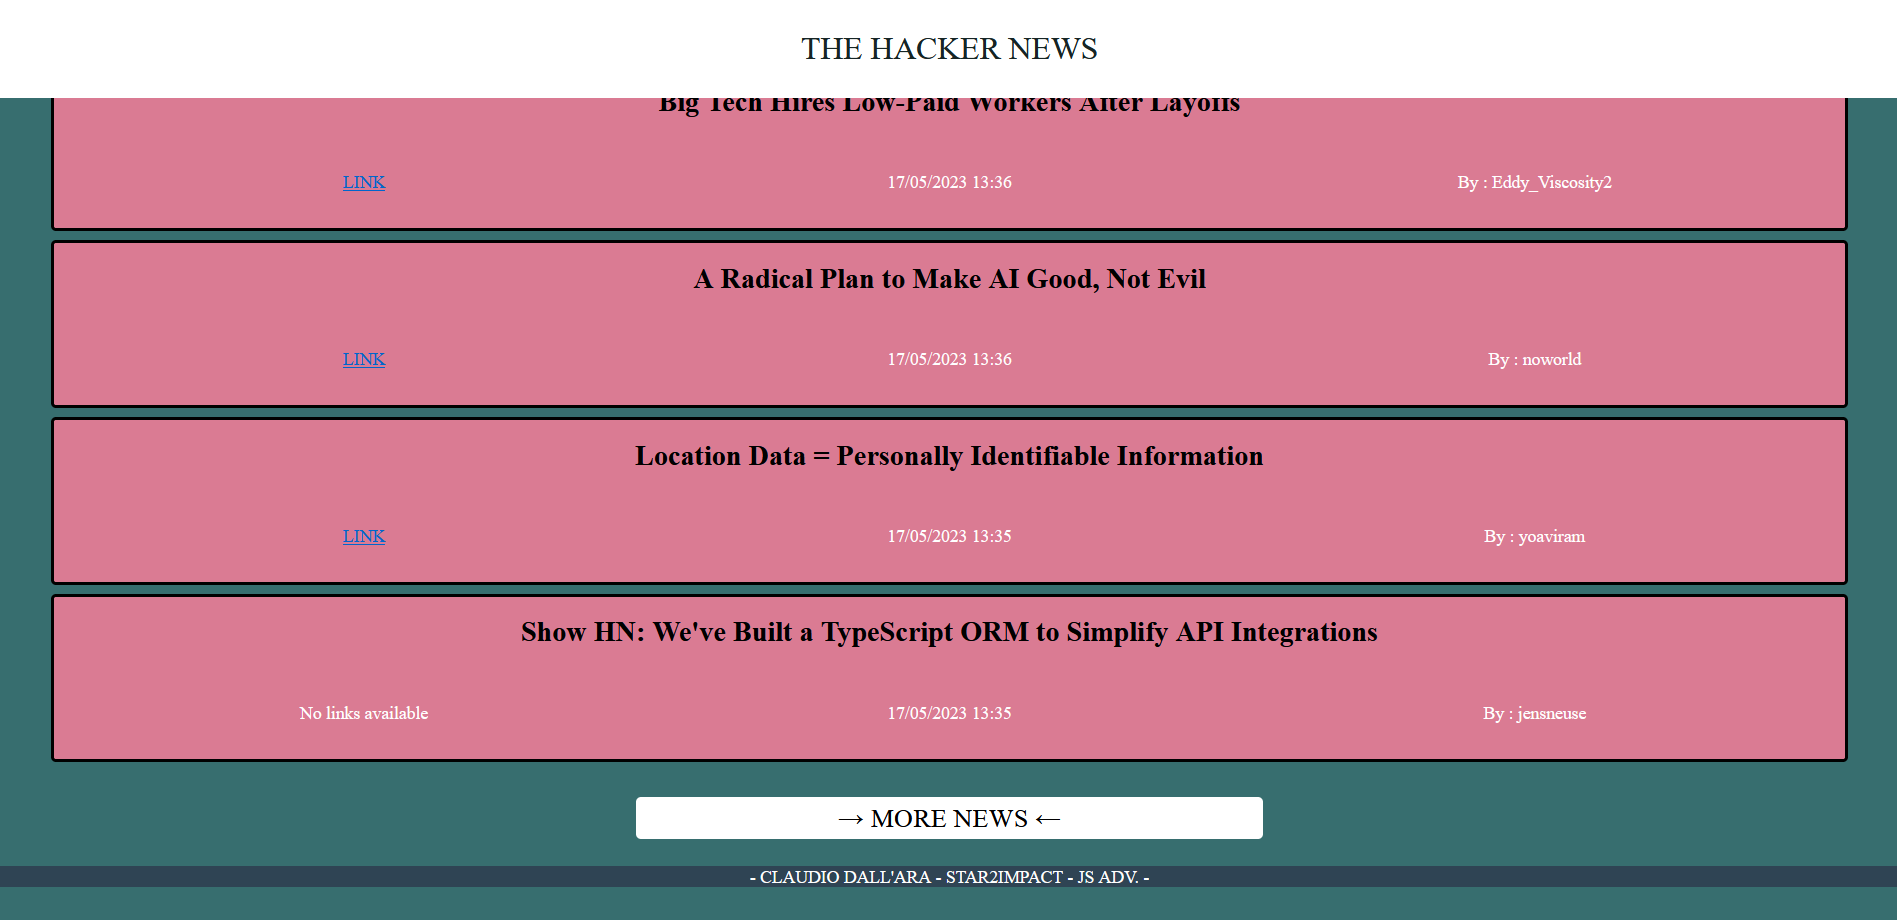 THE HACKER NEWS
Big Tech Hires Low-Paid Workers After Layoffs
LINK 17/05/2023 13:36 By : Eddy_Viscosity2
A Radical Plan to Make AI Good, Not Evil
LINK 17/05/2023 13:36 By : noworld
Location Data = Personally Identifiable Information
LINK 17/05/2023 13:35 By : yoaviram
Show HN: We've Built a TypeScript ORM to Simplify API Integrations
No links available 17/05/2023 13:35 By : jensneuse
→ MORE NEWS ←
- CLAUDIO DALL'ARA - STAR2IMPACT - JS ADV. -